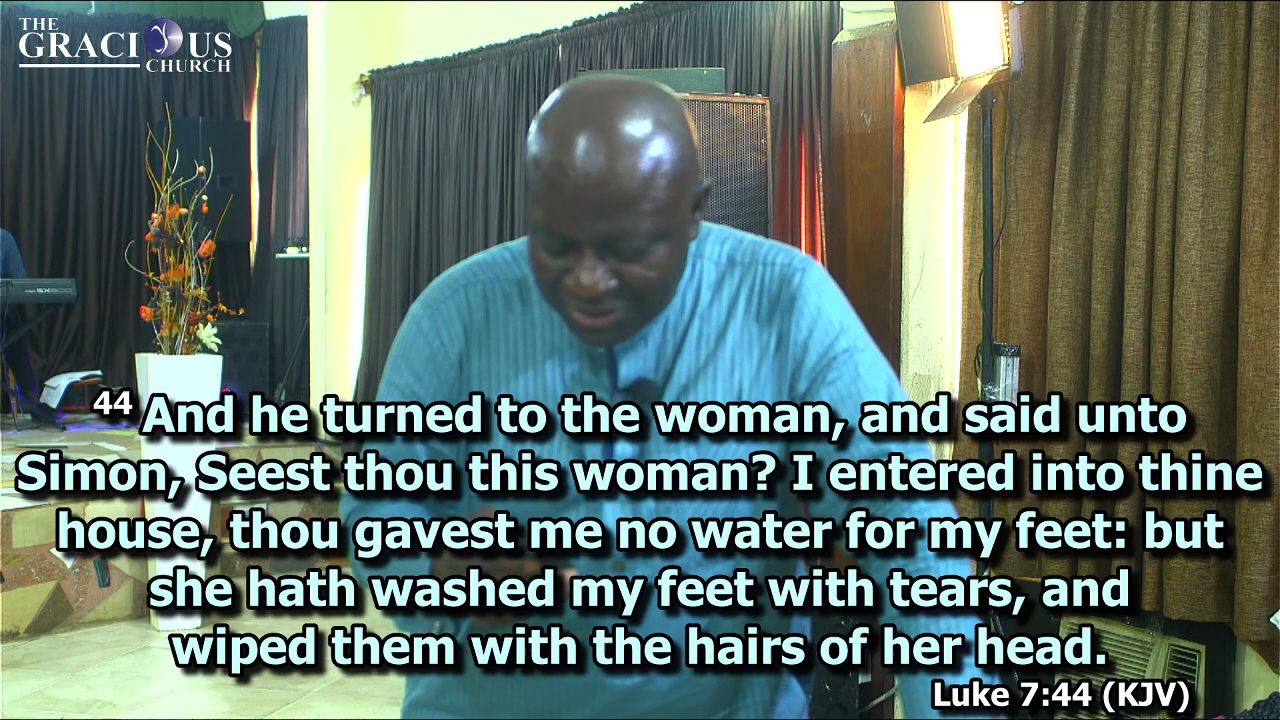 THE
GRACIOUS
CHURCH
44 And he turned to the woman, and said unto
Simon, Seest thou this woman? I entered into thine
house, thou gavest me no water for my feet: but
she hath washed my feet with tears, and
wiped them with the hairs of her head.
Luke 7:44 (KJV)